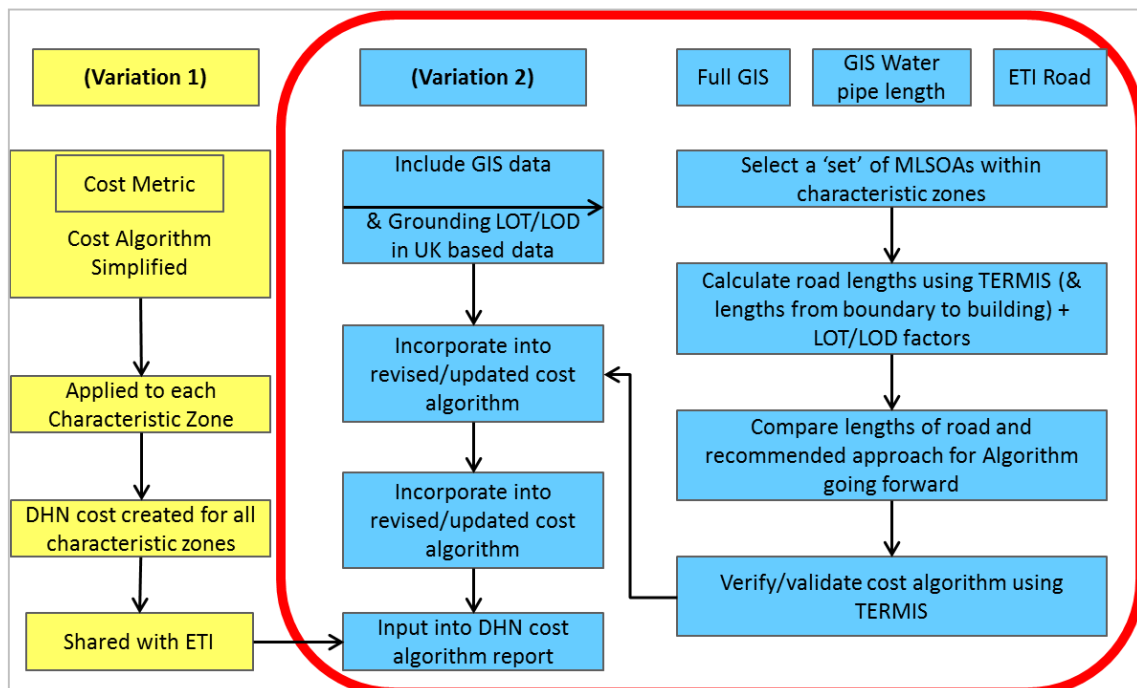 (Variation 1)
(Variation 2)
Full GIS
GIS Water
pipe length
ETI Road
Cost Metric
Cost Algorithm
Simplified
Applied to each
Characteristic Zone
DHN cost created for all
characteristic zones
Shared with ETI
Include GIS data
& Grounding LOT/LOD
in UK based data
Incorporate into
revised/updated cost
algorithm
Incorporate into
revised/updated cost
algorithm
Input into DHN cost
algorithm report
Select a ‘set’ of MLSOAs within
characteristic zones
Calculate road lengths using TERMIS (&
lengths from boundary to building) +
LOT/LOD factors
Compare lengths of road and
recommended approach for Algorithm
going forward
Verify/validate cost algorithm using
TERMIS